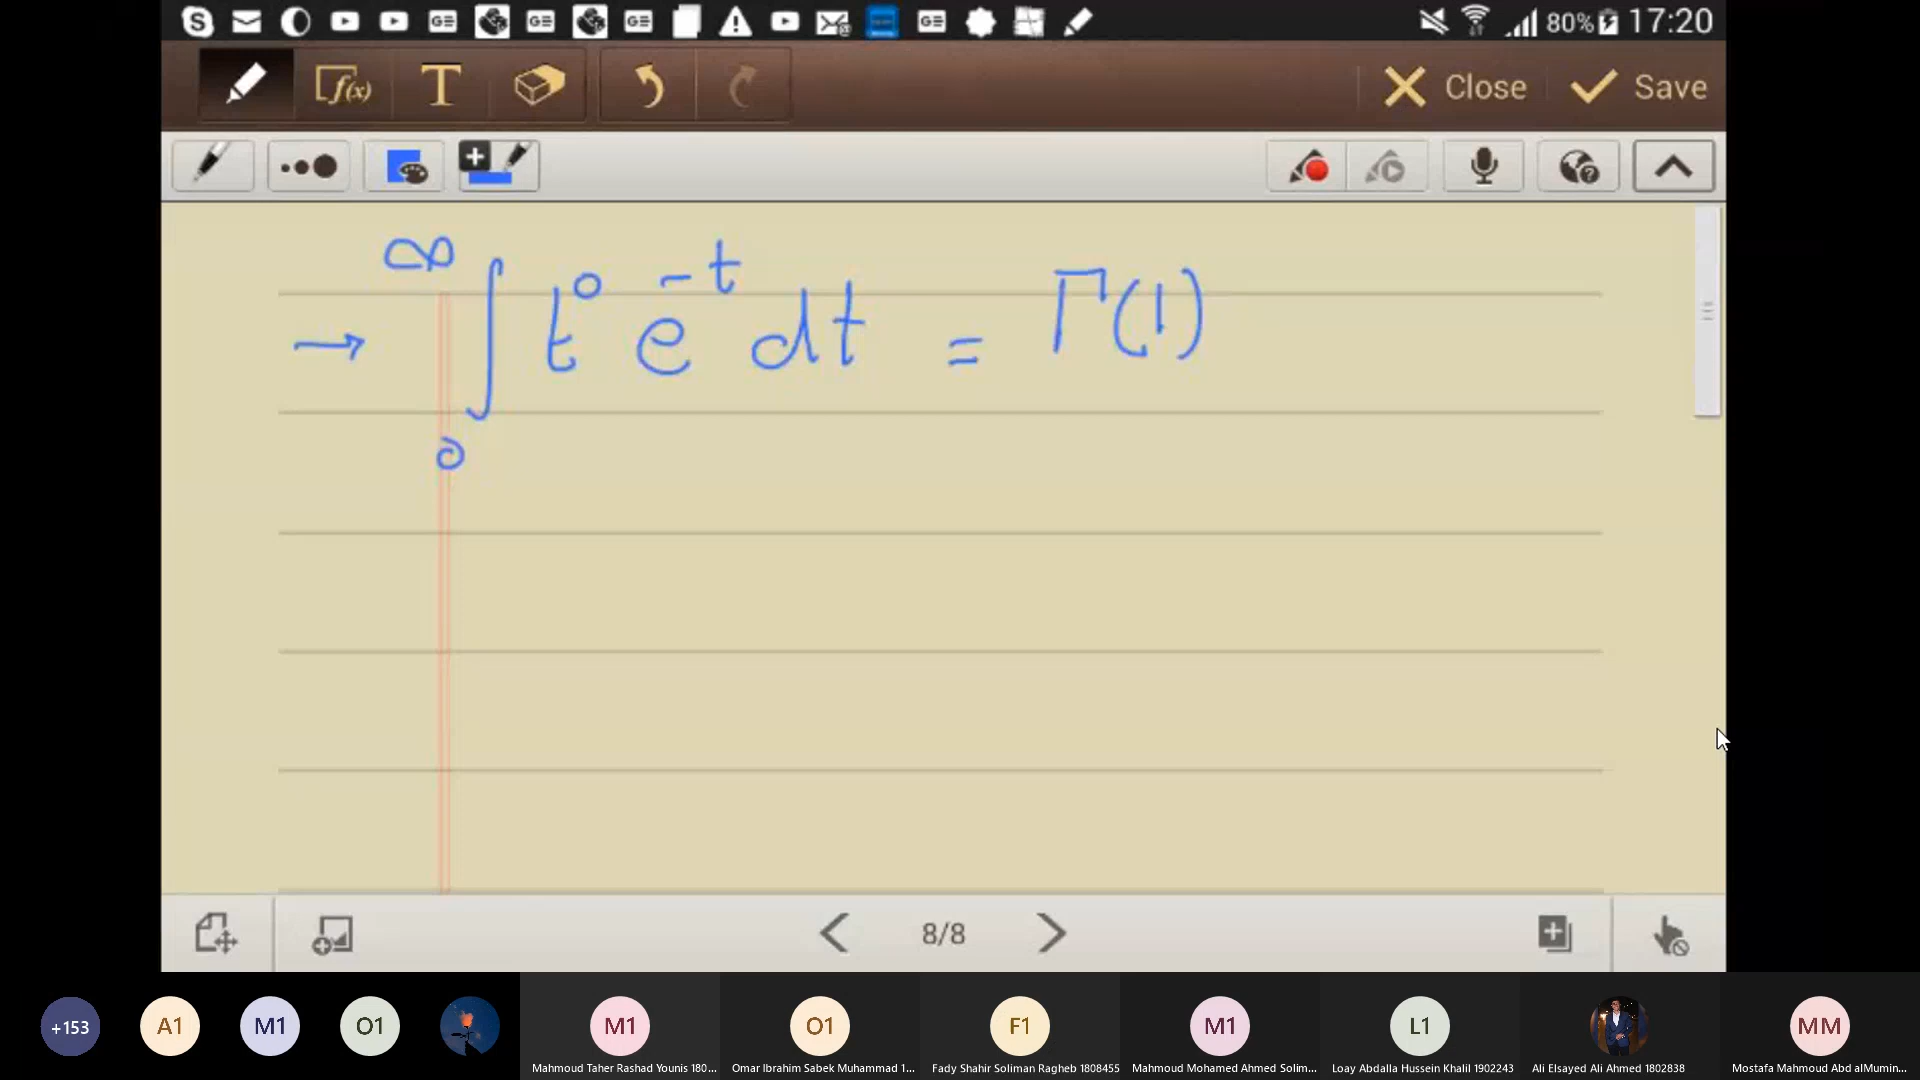 80% 17:20
f(x) T Close Save
→ ∫₀^∞ t⁰ e⁻ᵗ dt = Γ(1)
8/8
+153 A1 M1 O1 M1 O1 F1 M1 L1 MM
Mahmoud Taher Rashad Younis 180... Omar Ibrahim Sabek Muhammad 1... Fady Shahir Soliman Ragheb 1808455 Mahmoud Mohamed Ahmed Solim... Loay Abdalla Hussein Khalil 1902243 Ali Elsayed Ali Ahmed 1802838 Mostafa Mahmoud Abd alMumin...